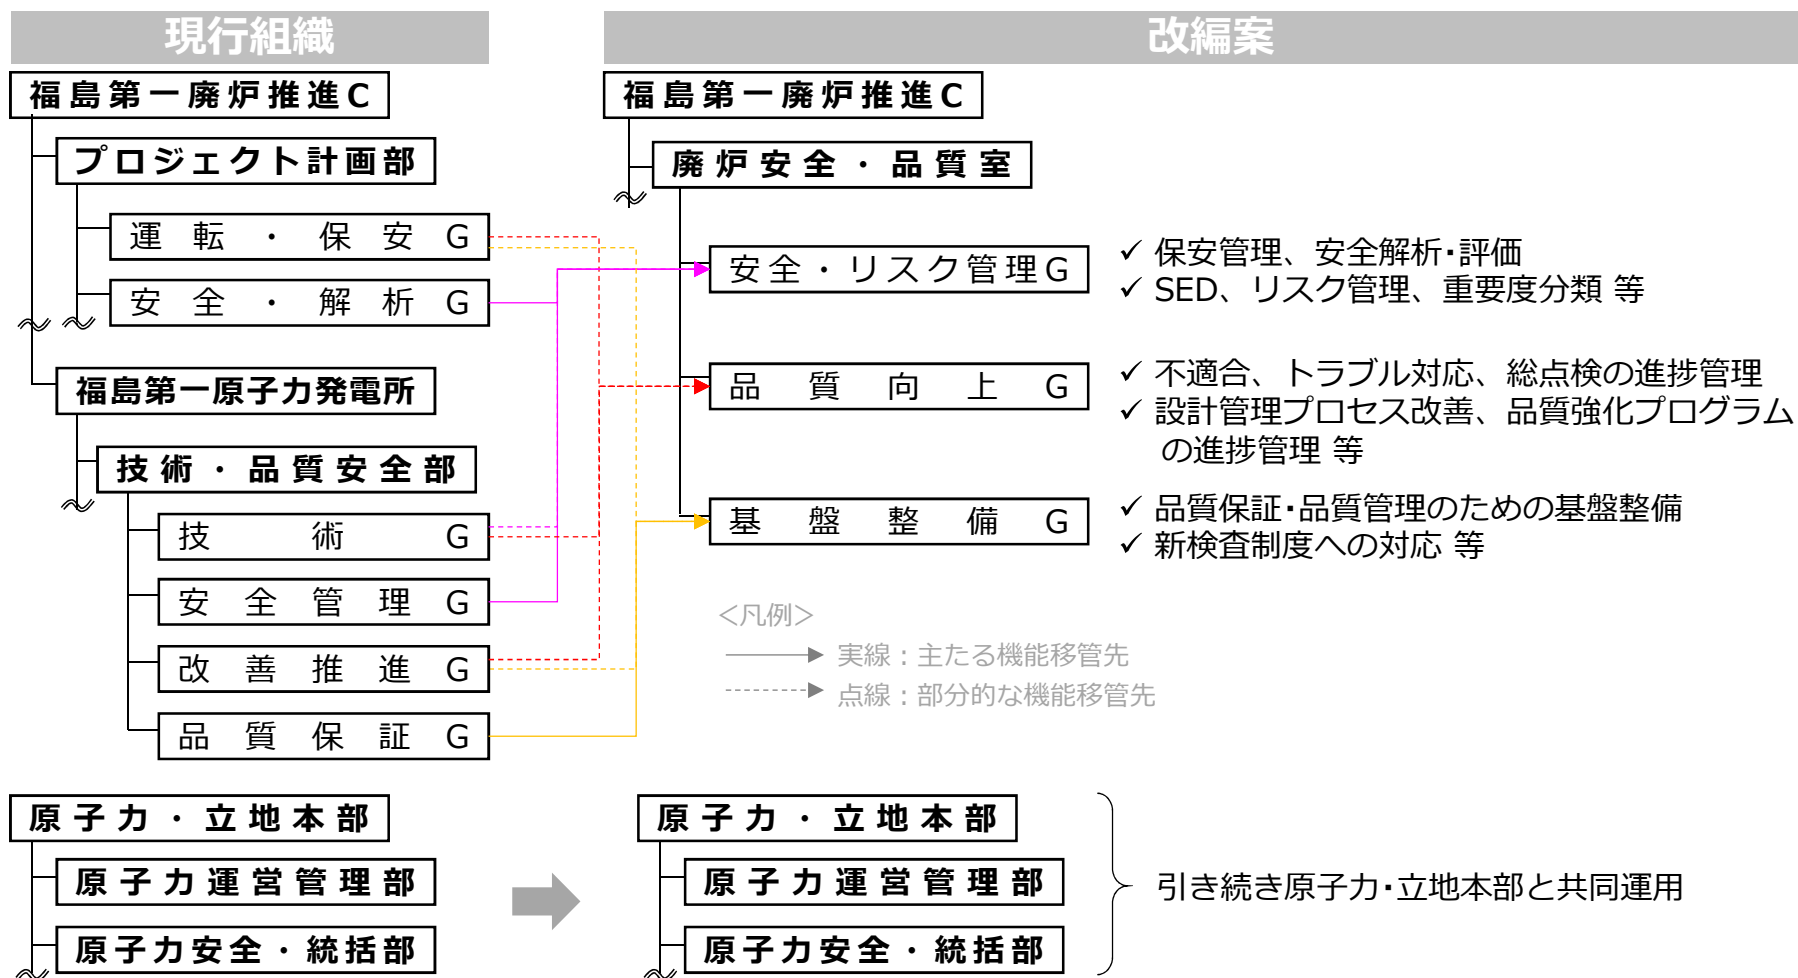 現行組織
福島第一廃炉推進C
プロジェクト計画部
運転・保安G
安全・解析G
福島第一原子力発電所
技術・品質安全部
技術G
安全管理G
改善推進G
品質保証G
原子力・立地本部
原子力運営管理部
原子力安全・統括部
改編案
福島第一廃炉推進C
廃炉安全・品質室
安全・リスク管理G
✓ 保安管理、安全解析・評価
✓ SED、リスク管理、重要度分類 等
品質向上G
✓ 不適合、トラブル対応、総点検の進捗管理
✓ 設計管理プロセス改善、品質強化プログラム
の進捗管理 等
基盤整備G
✓ 品質保証・品質管理のための基盤整備
✓ 新検査制度への対応 等
＜凡例＞
実線：主たる機能移管先
点線：部分的な機能移管先
原子力・立地本部
原子力運営管理部
原子力安全・統括部
引き続き原子力・立地本部と共同運用